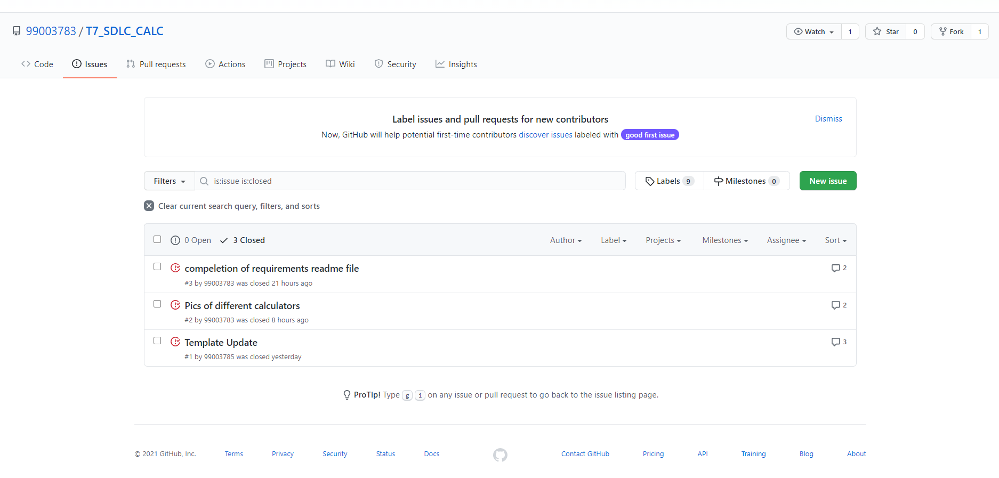 99003783 / T7_SDLC_CALC
Watch 1 Star 0 Fork 1
Code Issues Pull requests Actions Projects Wiki Security Insights
Label issues and pull requests for new contributors
Dismiss
Now, GitHub will help potential first-time contributors discover issues labeled with good first issue
Filters is:issue is:closed Labels 9 Milestones 0 New issue
Clear current search query, filters, and sorts
0 Open 3 Closed Author Label Projects Milestones Assignee Sort
compeletion of requirements readme file 2
#3 by 99003783 was closed 21 hours ago
Pics of different calculators 2
#2 by 99003783 was closed 8 hours ago
Template Update 3
#1 by 99003785 was closed yesterday
ProTip! Type g i on any issue or pull request to go back to the issue listing page.
© 2021 GitHub, Inc. Terms Privacy Security Status Docs Contact GitHub Pricing API Training Blog About